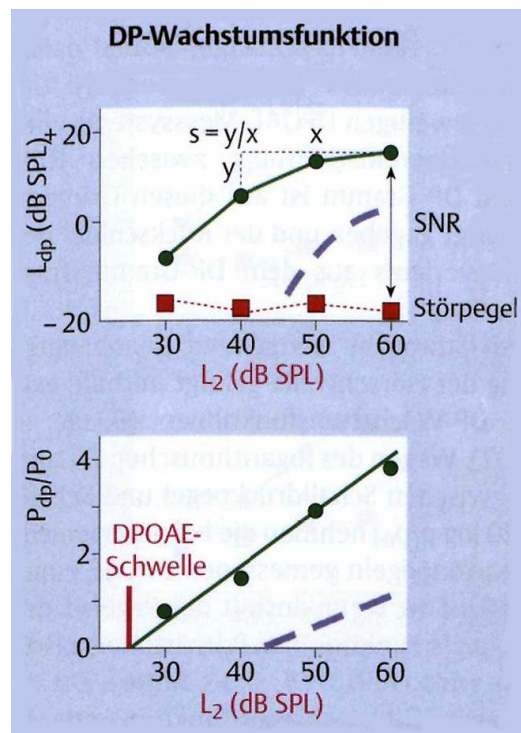 DP-Wachstumsfunktion
+20
s = y/x
x
y
0
SNR
Störpegel
−20
30 40 50 60
L2 (dB SPL)
Ldp (dB SPL)
4
DPOAE-
Schwelle
2
0
30 40 50 60
L2 (dB SPL)
Pdp/P0